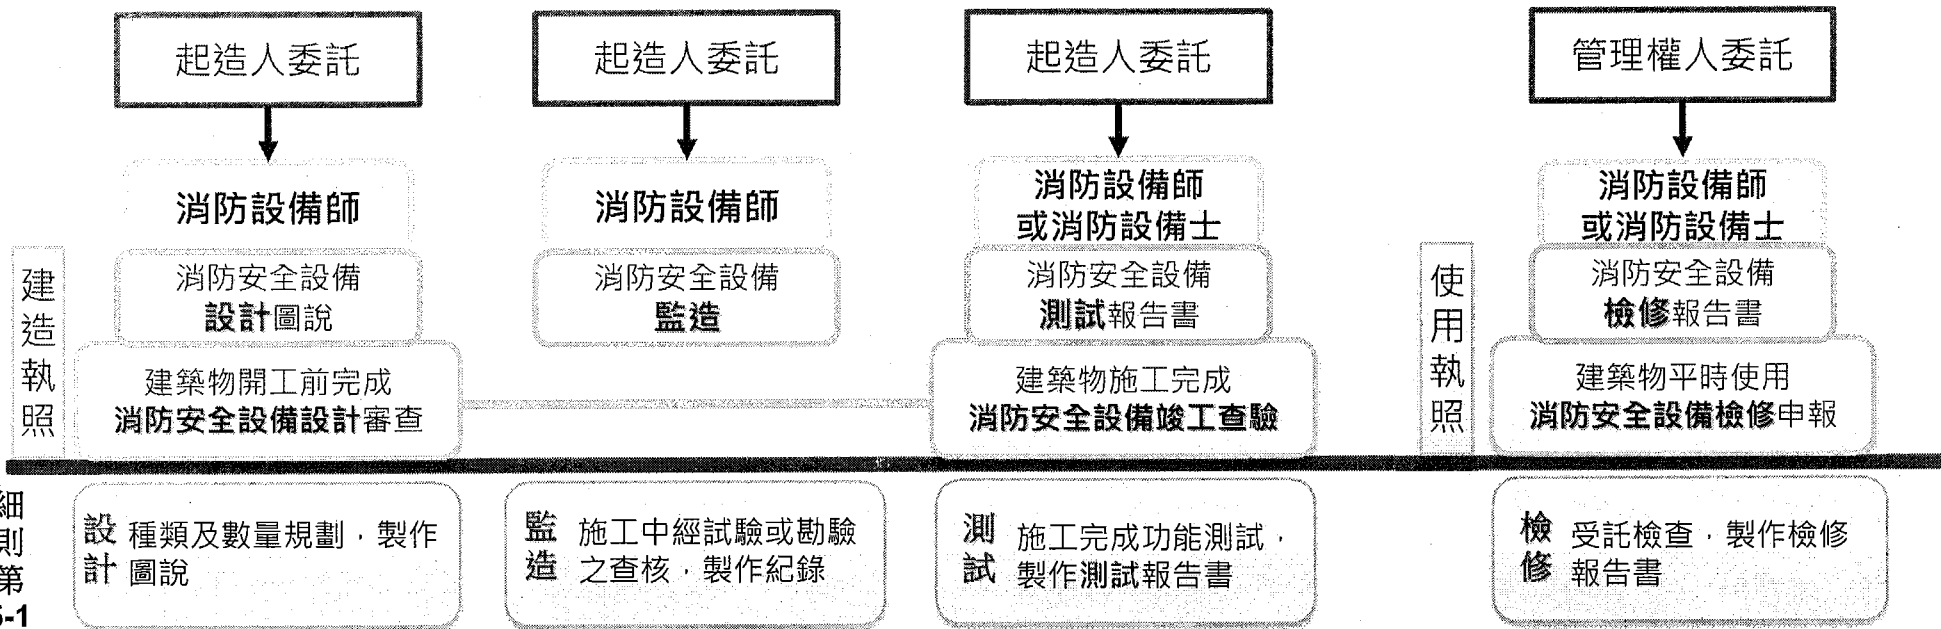 起造人委託
消防設備師
消防安全設備
設計圖說
建築物開工前完成
消防安全設備設計審查
起造人委託
消防設備師
消防安全設備
監造
起造人委託
消防設備師
或消防設備士
消防安全設備
測試報告書
建築物施工完成
消防安全設備竣工查驗
管理權人委託
消防設備師
或消防設備士
消防安全設備
檢修報告書
建築物平時使用
消防安全設備檢修申報
建造執照
使用執照
細則第
5-1
設計
種類及數量規劃,製作
圖說
監造
施工中經試驗或勘驗
之查核,製作紀錄
測試
施工完成功能測試,
製作測試報告書
檢修
受託檢查,製作檢修
報告書